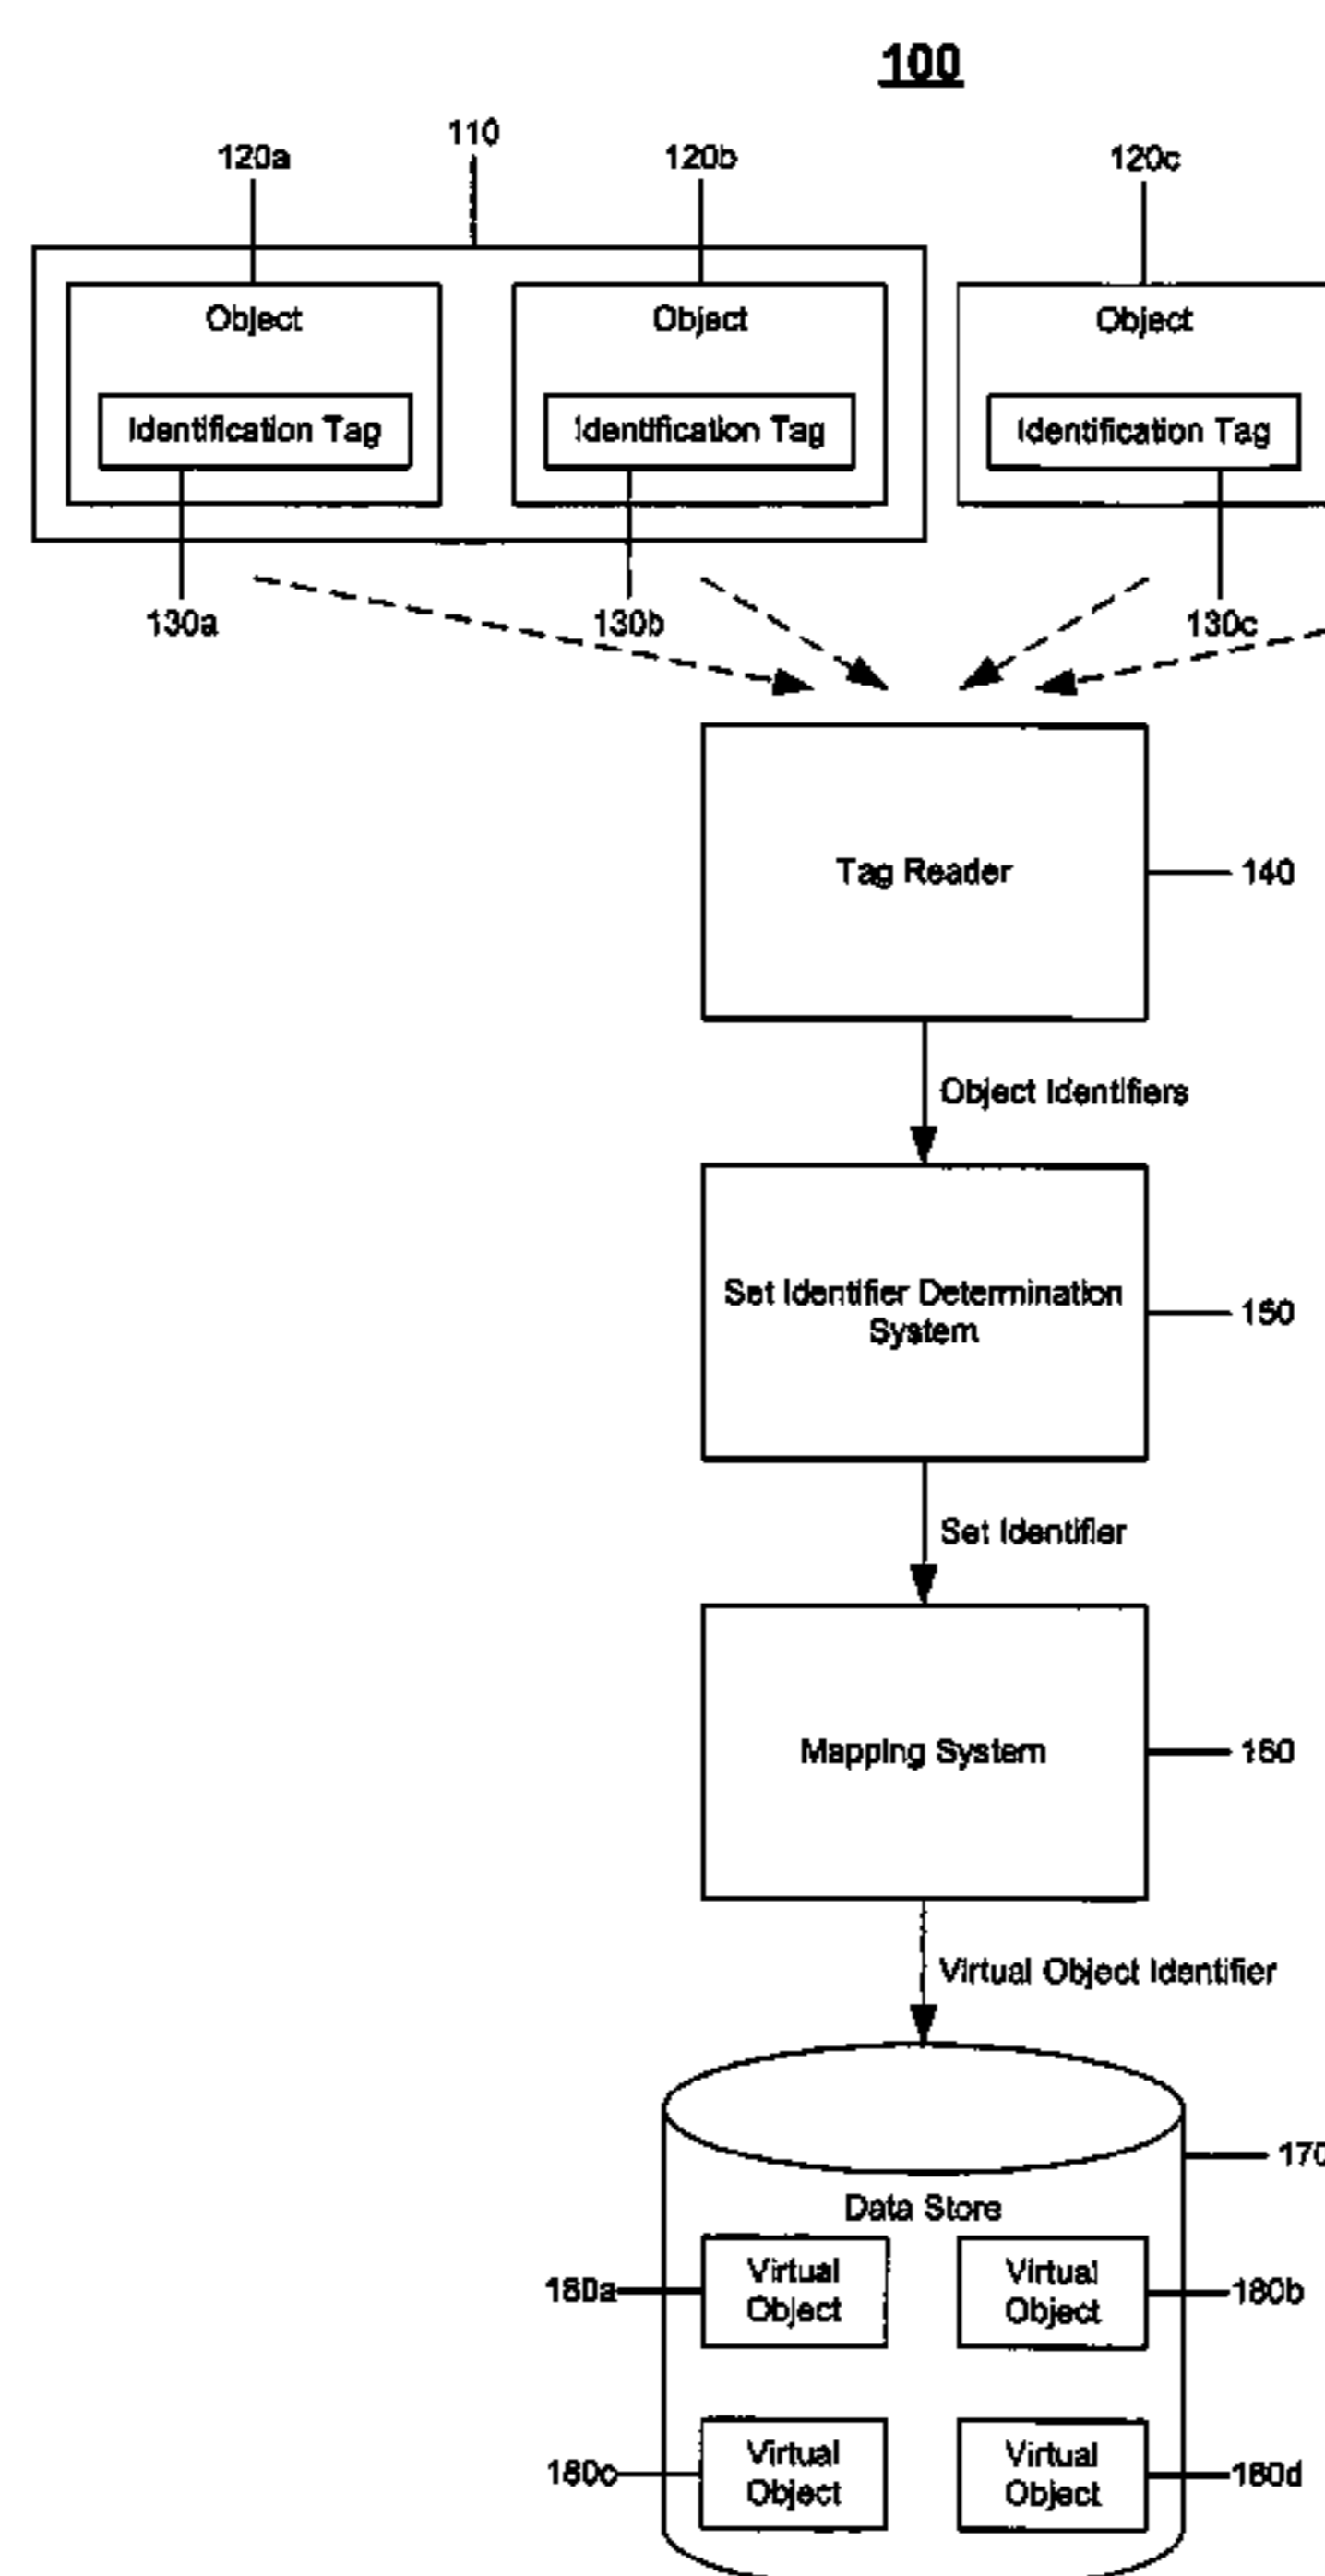 100
110
120a
120b
120c
Object
Object
Object
Identification Tag
Identification Tag
Identification Tag
130a
130b
130c
Tag Reader
140
Object Identifiers
Set Identifier Determination
System
150
Set Identifier
Mapping System
160
Virtual Object Identifier
170
Data Store
Virtual
Object
180a
Virtual
Object
180b
Virtual
Object
180c
Virtual
Object
180d